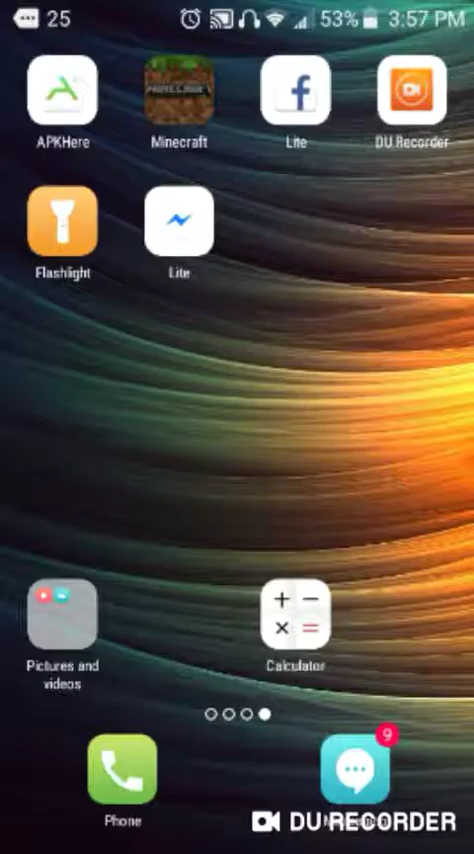 25 53% 3:57 PM
APKHere Minecraft Lite DU Recorder
Flashlight Lite
Pictures and
videos
Calculator
9
Phone
DU RECORDER